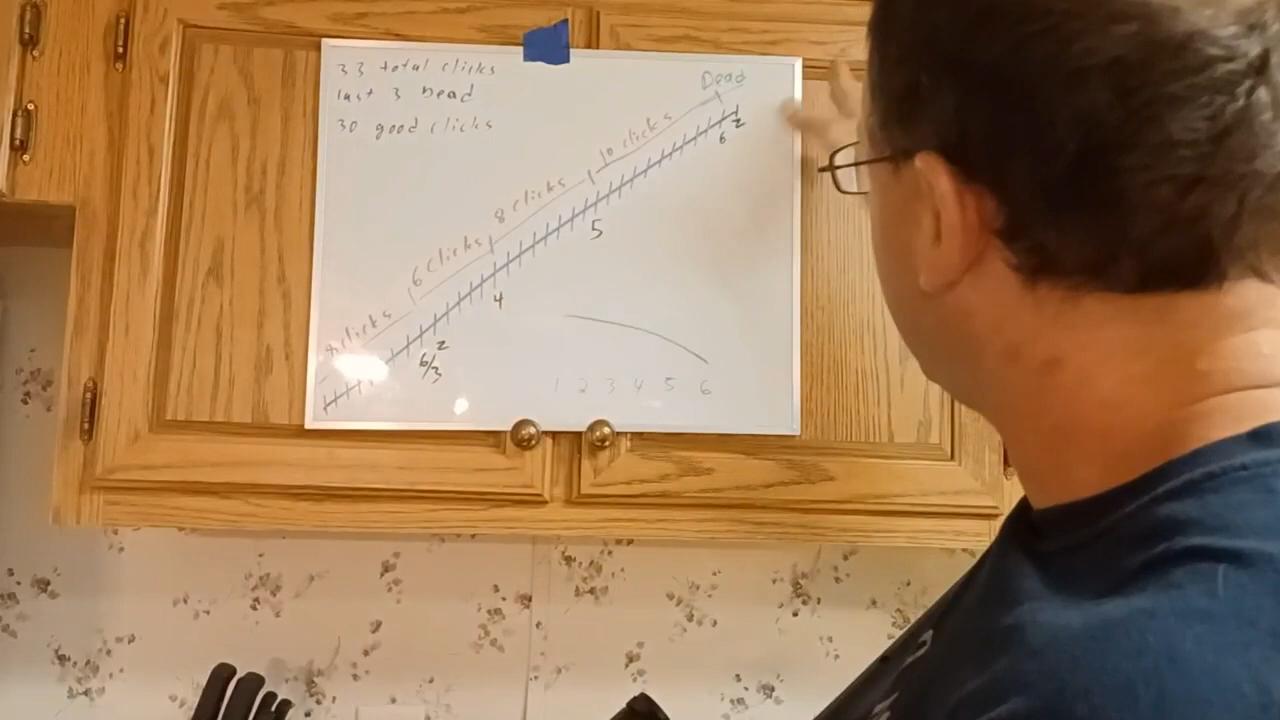 33 total clicks
last 3 Dead
30 good clicks
Dead
10 clicks
8 clicks
6 clicks
clicks
6 2
5
4
2
6/3
1 2 3 4 5 6